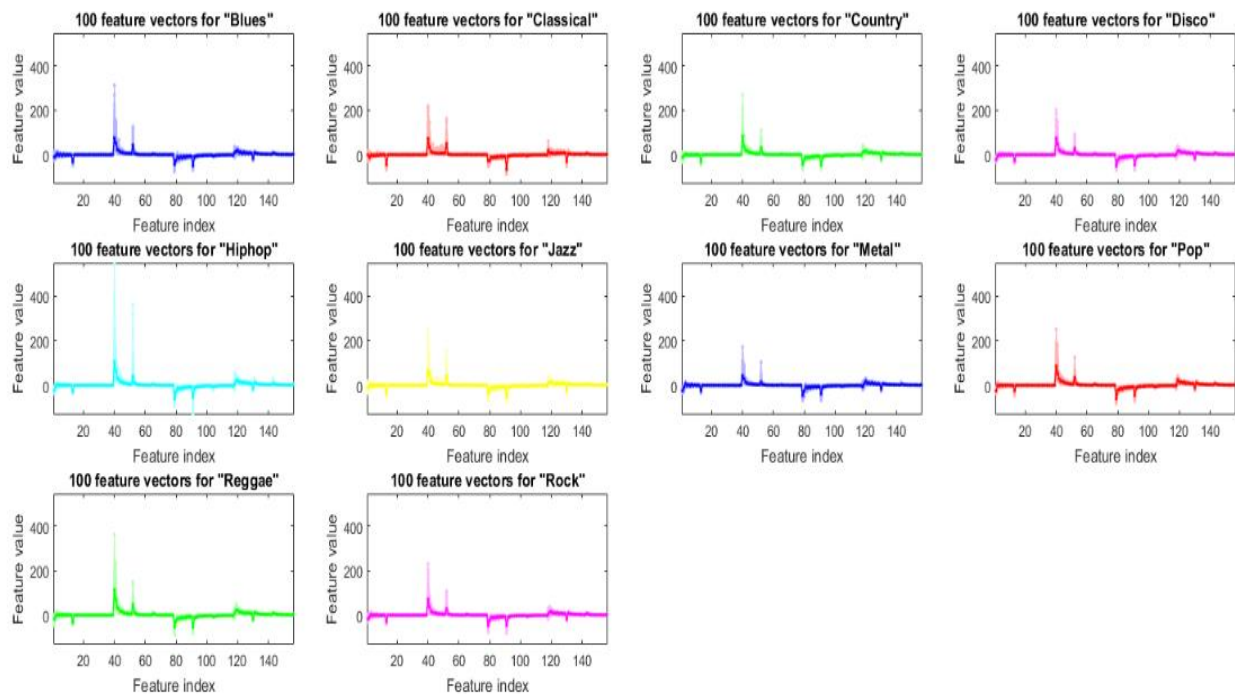 100 feature vectors for "Blues"
Feature value
400
200
0
20 40 60 80 100 120 140
Feature index
100 feature vectors for "Classical"
Feature value
400
200
0
20 40 60 80 100 120 140
Feature index
100 feature vectors for "Country"
Feature value
400
200
0
20 40 60 80 100 120 140
Feature index
100 feature vectors for "Disco"
Feature value
400
200
0
20 40 60 80 100 120 140
Feature index
100 feature vectors for "Hiphop"
Feature value
400
200
0
20 40 60 80 100 120 140
Feature index
100 feature vectors for "Jazz"
Feature value
400
200
0
20 40 60 80 100 120 140
Feature index
100 feature vectors for "Metal"
Feature value
400
200
0
20 40 60 80 100 120 140
Feature index
100 feature vectors for "Pop"
Feature value
400
200
0
20 40 60 80 100 120 140
Feature index
100 feature vectors for "Reggae"
Feature value
400
200
0
20 40 60 80 100 120 140
Feature index
100 feature vectors for "Rock"
Feature value
400
200
0
20 40 60 80 100 120 140
Feature index